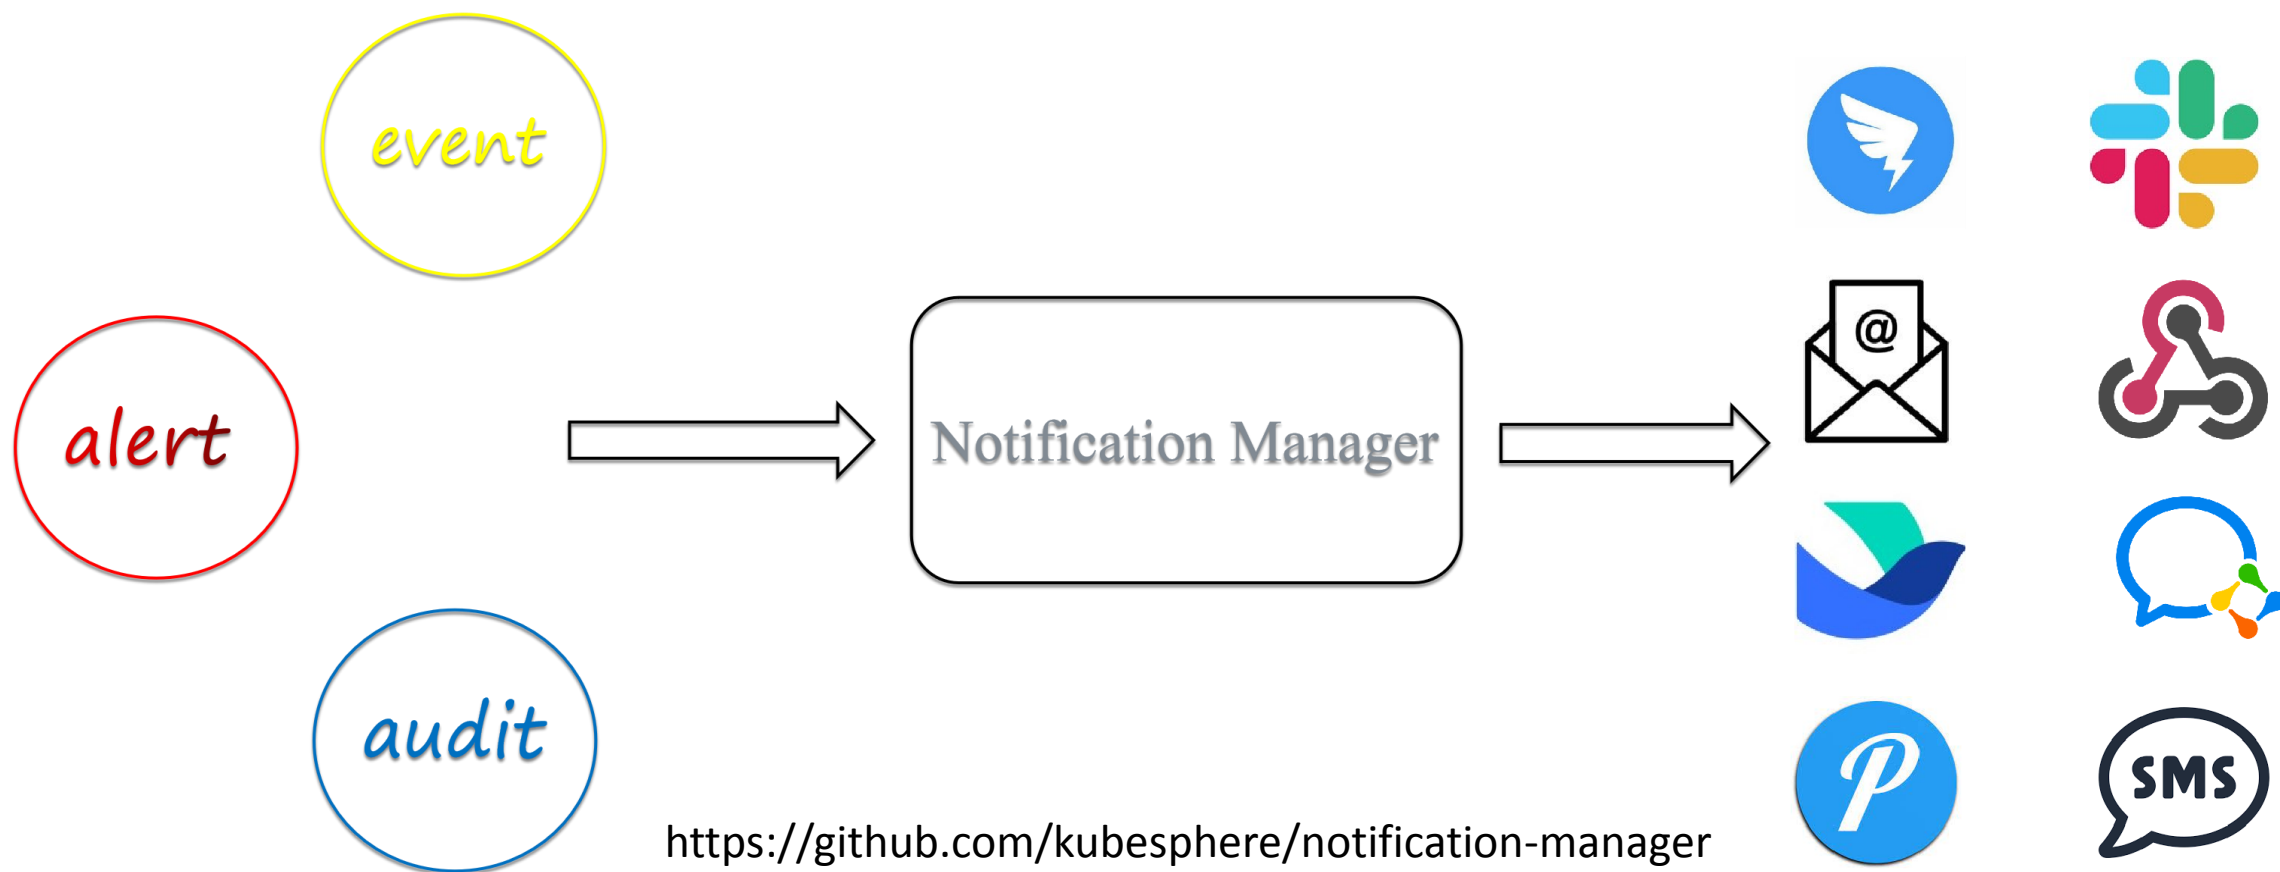 event
alert
audit
Notification Manager
@
SMS
https://github.com/kubesphere/notification-manager